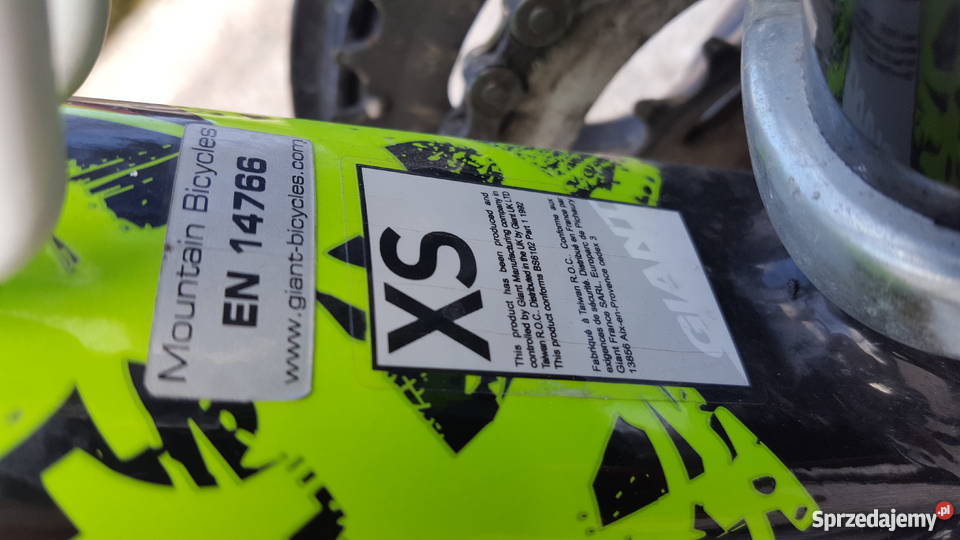 Mountain Bicycles
EN 14766
www.giant-bicycles.com
XS
This product has been produced and
controlled by Giant Manufacturing company in
Taiwan R.O.C. Distributed in the UK by Giant UK LTD
This product conforms BS6102 Part 1 1992
Fabriqué à Taiwan R.O.C. Conforme aux
exigences de sécurité. Distribué en France par
Giant France SARL. Europarc de Pichaury
13856 Aix-en-Provence cedex 3
GIANT
Sprzedajemy.pl